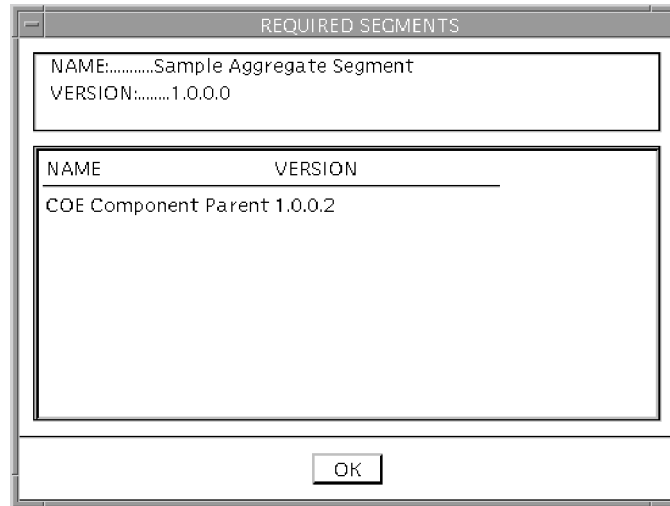 REQUIRED SEGMENTS
NAME:..........Sample Aggregate Segment
VERSION:........1.0.0.0
NAME VERSION
COE Component Parent 1.0.0.2
OK